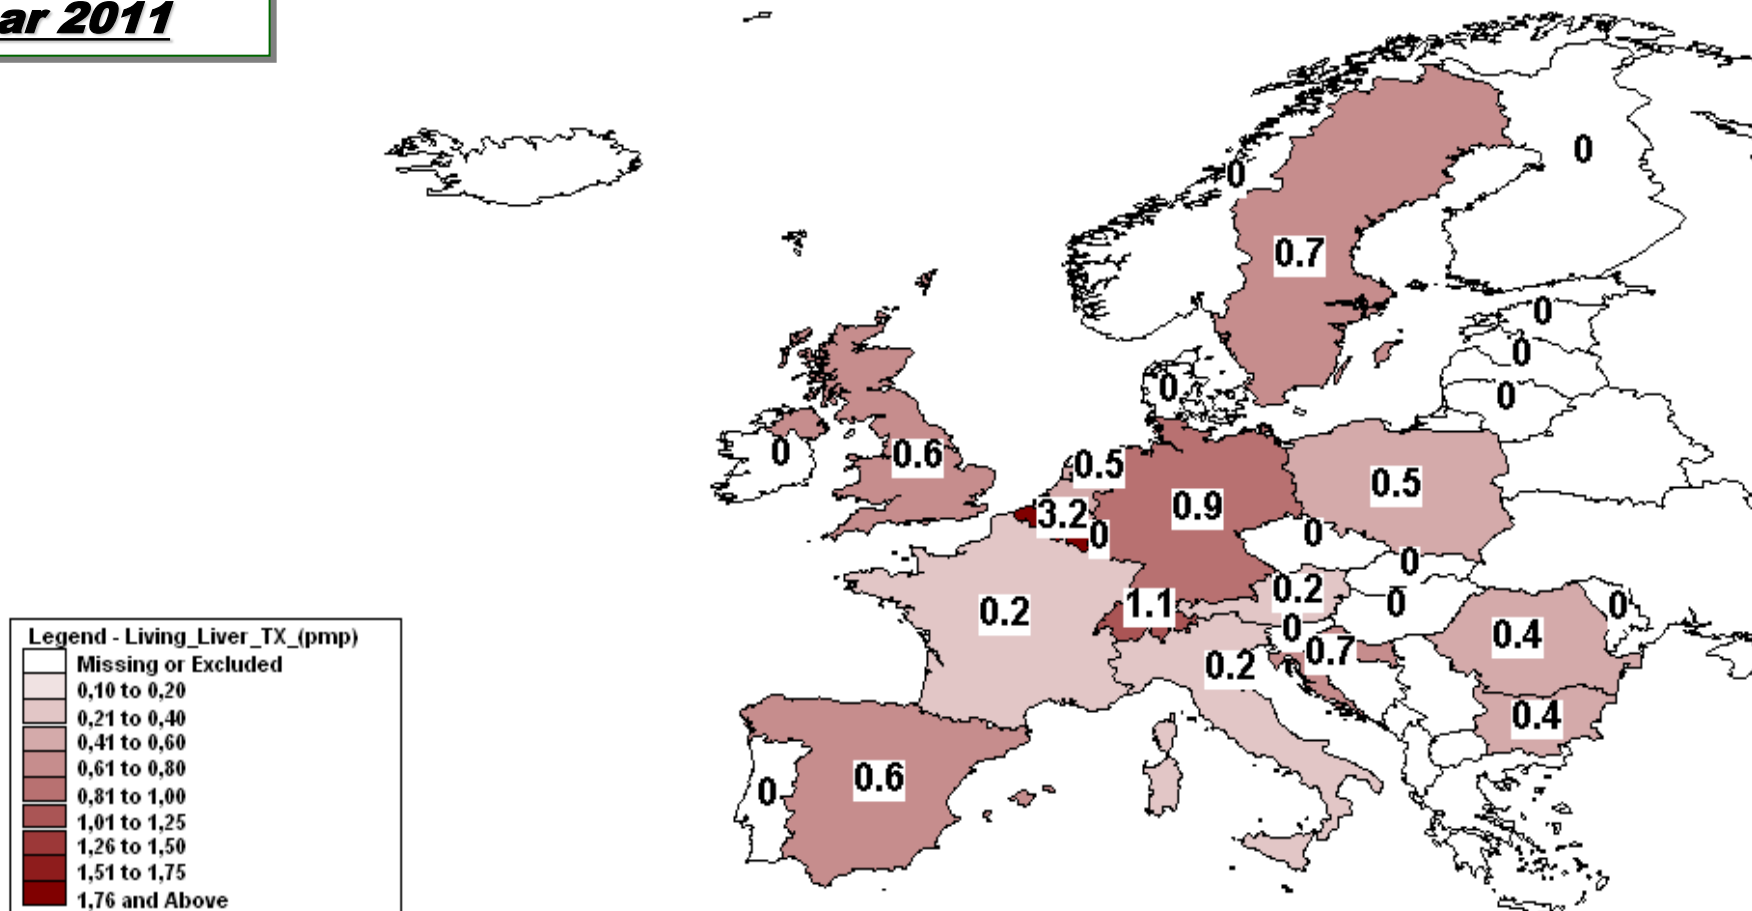 ar 2011
0
0
0.7
0
0
0
0
0
0.6
0.5
0.5
0.9
3.2
0
0
0
0.2
0
0
1.1
0.2
0
0.4
0.7
0.2
0.4
0.6
0
Legend - Living_Liver_TX_(pmp)
Missing or Excluded
0,10 to 0,20
0,21 to 0,40
0,41 to 0,60
0,61 to 0,80
0,81 to 1,00
1,01 to 1,25
1,26 to 1,50
1,51 to 1,75
1,76 and Above